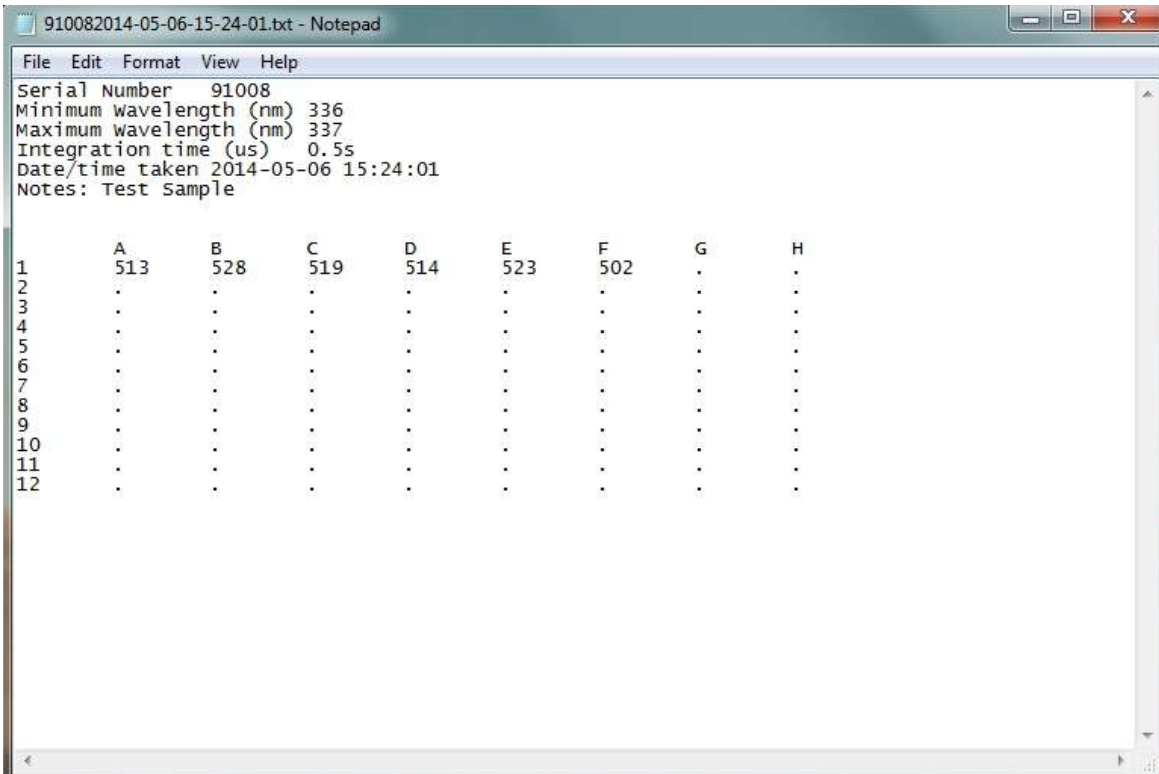 910082014-05-06-15-24-01.txt - Notepad
File Edit Format View Help
Serial Number 91008
Minimum Wavelength (nm) 336
Maximum Wavelength (nm) 337
Integration time (us) 0.5s
Date/time taken 2014-05-06 15:24:01
Notes: Test Sample
A B C D E F G H
1 513 528 519 514 523 502 . .
2 . . . . . . . .
3 . . . . . . . .
4 . . . . . . . .
5 . . . . . . . .
6 . . . . . . . .
7 . . . . . . . .
8 . . . . . . . .
9 . . . . . . . .
10 . . . . . . . .
11 . . . . . . . .
12 . . . . . . . .